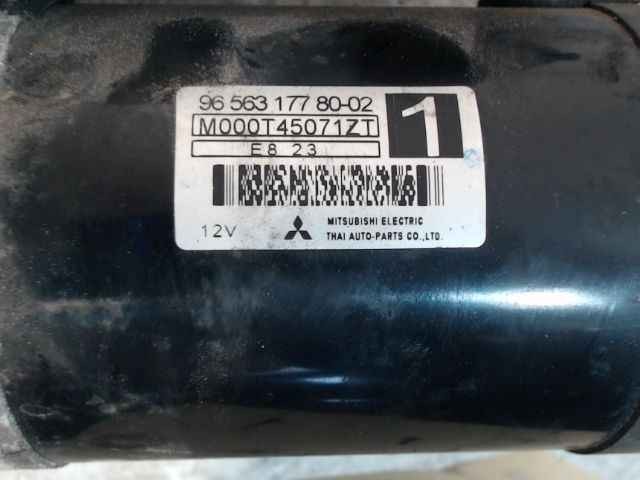 96 563 177 80-02
1
M000T45071ZT
E8 23
12V
MITSUBISHI ELECTRIC
THAI AUTO-PARTS CO.,LTD.